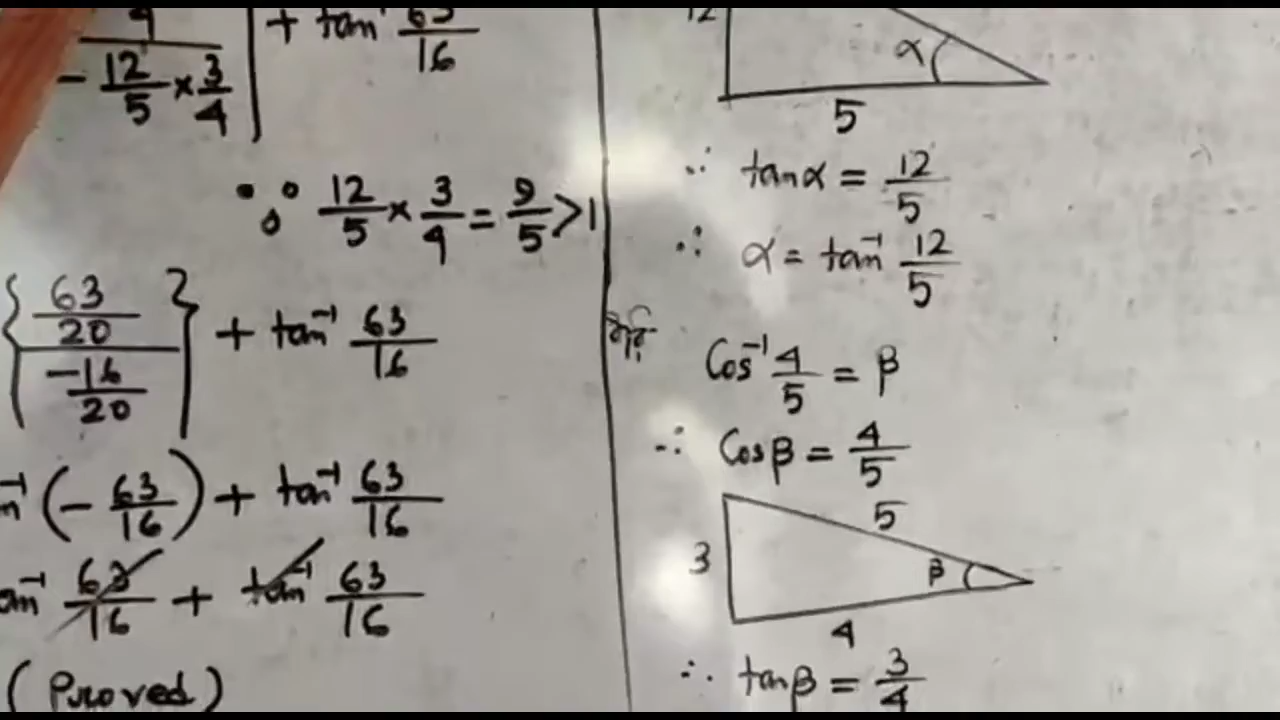 4/(-12/5 × 3/4) | + tan⁻¹ 63/16
∵ 12/5 × 3/4 = 9/5 > 1
{(63/20)/(-16/20)} + tan⁻¹ 63/16
n⁻¹ (- 63/16) + tan⁻¹ 63/16
an⁻¹ 63/16 + tan⁻¹ 63/16
(Proved)
12
α
5
∴ tanα = 12/5
∴ α = tan⁻¹ 12/5
Cos⁻¹ 4/5 = β
∴ Cosβ = 4/5
5
3
β
4
∴ tanβ = 3/4